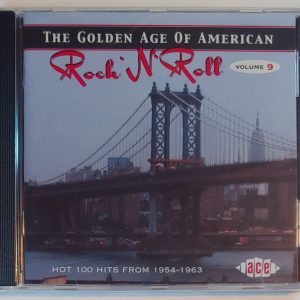 THE GOLDEN AGE OF AMERICAN
Rock 'N' Roll
VOLUME 9
HOT 100 HITS FROM 1954-1963
ace